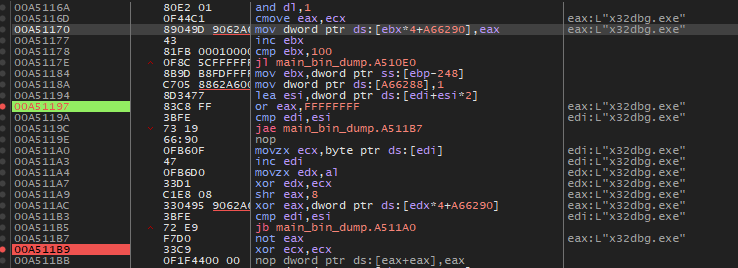 00A5116A 80E2 01 and dl,1
00A5116D 0F44C1 cmove eax,ecx eax:L"x32dbg.exe"
00A51170 89049D 9062A6 mov dword ptr ds:[ebx*4+A66290],eax eax:L"x32dbg.exe"
00A51177 43 inc ebx
00A51178 81FB 00010000 cmp ebx,100
00A5117E 0F8C 5CFFFFFF jl main_bin_dump.A510E0
00A51184 8B9D B8FDFFFF mov ebx,dword ptr ss:[ebp-248]
00A5118A C705 8862A600 mov dword ptr ds:[A66288],1
00A51194 8D3477 lea esi,dword ptr ds:[edi+esi*2]
00A51197 83C8 FF or eax,FFFFFFFF eax:L"x32dbg.exe"
00A5119A 3BFE cmp edi,esi edi:L"x32dbg.exe"
00A5119C 73 19 jae main_bin_dump.A511B7
00A5119E 66:90 nop
00A511A0 0FB60F movzx ecx,byte ptr ds:[edi] edi:L"x32dbg.exe"
00A511A3 47 inc edi edi:L"x32dbg.exe"
00A511A4 0FB6D0 movzx edx,al
00A511A7 33D1 xor edx,ecx
00A511A9 C1E8 08 shr eax,8 eax:L"x32dbg.exe"
00A511AC 330495 9062A6 xor eax,dword ptr ds:[edx*4+A66290] eax:L"x32dbg.exe"
00A511B3 3BFE cmp edi,esi edi:L"x32dbg.exe"
00A511B5 72 E9 jb main_bin_dump.A511A0
00A511B7 F7D0 not eax eax:L"x32dbg.exe"
00A511B9 33C9 xor ecx,ecx
00A511BB 0F1F4400 00 nop dword ptr ds:[eax+eax],eax